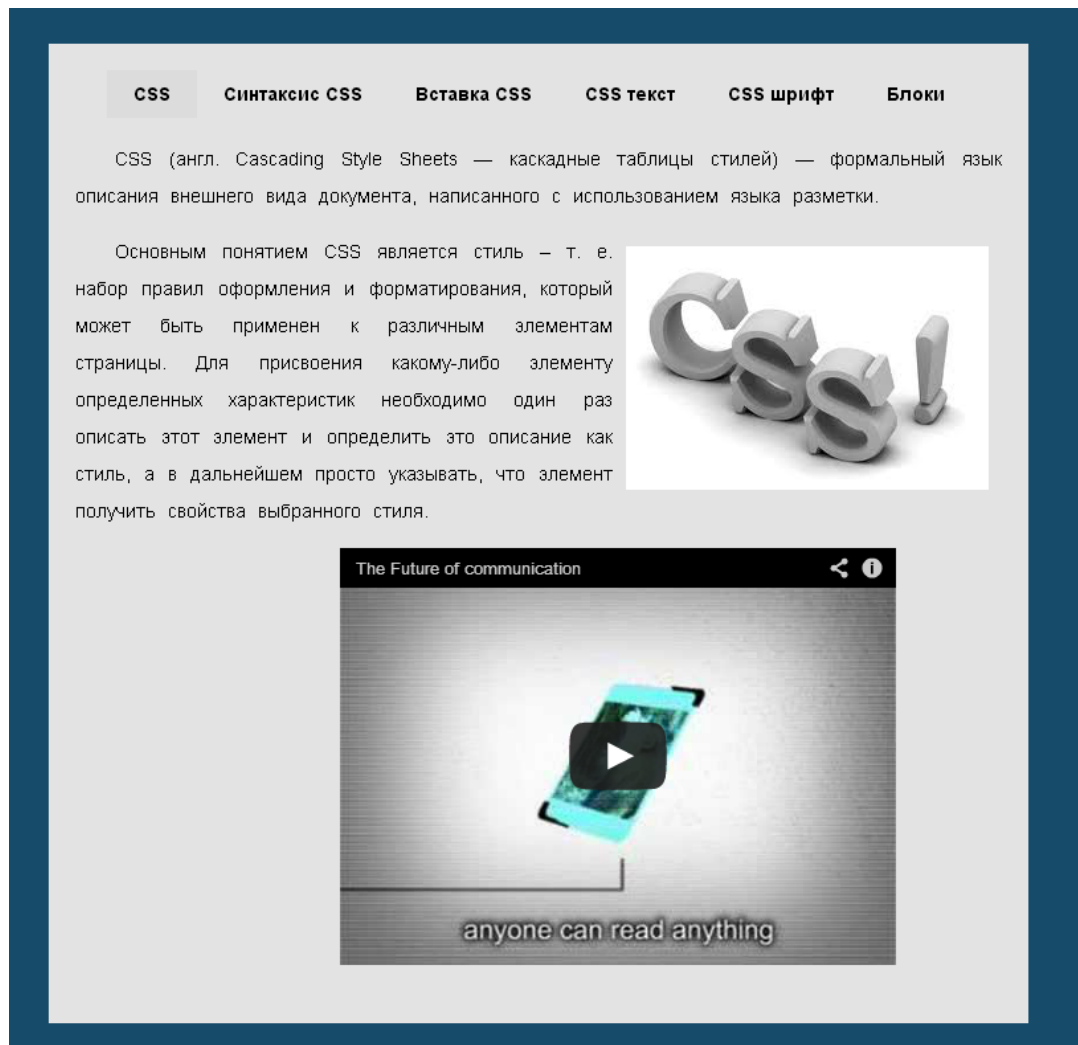 CSS Синтаксис CSS Вставка CSS CSS текст CSS шрифт Блоки
CSS (англ. Cascading Style Sheets — каскадные таблицы стилей) — формальный язык
описания внешнего вида документа, написанного с использованием языка разметки.
Основным понятием CSS является стиль – т. е.
набор правил оформления и форматирования, который
может быть применен к различным элементам
страницы. Для присвоения какому-либо элементу
определенных характеристик необходимо один раз
описать этот элемент и определить это описание как
стиль, а в дальнейшем просто указывать, что элемент
получить свойства выбранного стиля.
CSS!
The Future of communication
anyone can read anything